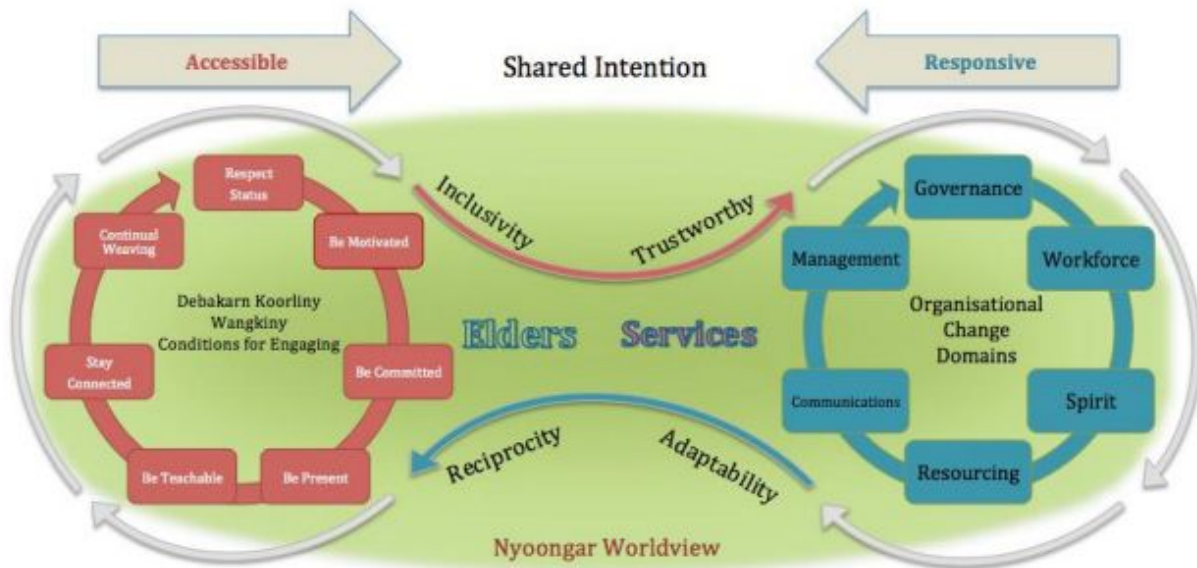 Accessible
Shared Intention
Responsive
Respect
Status
Be Motivated
Be Committed
Be Present
Be Teachable
Stay
Connected
Continual
Weaving
Debakarn Koorliny
Wangkiny
Conditions for Engaging
Inclusivity
Trustworthy
Elders
Services
Reciprocity
Adaptability
Governance
Workforce
Spirit
Resourcing
Communications
Management
Organisational
Change
Domains
Nyoongar Worldview